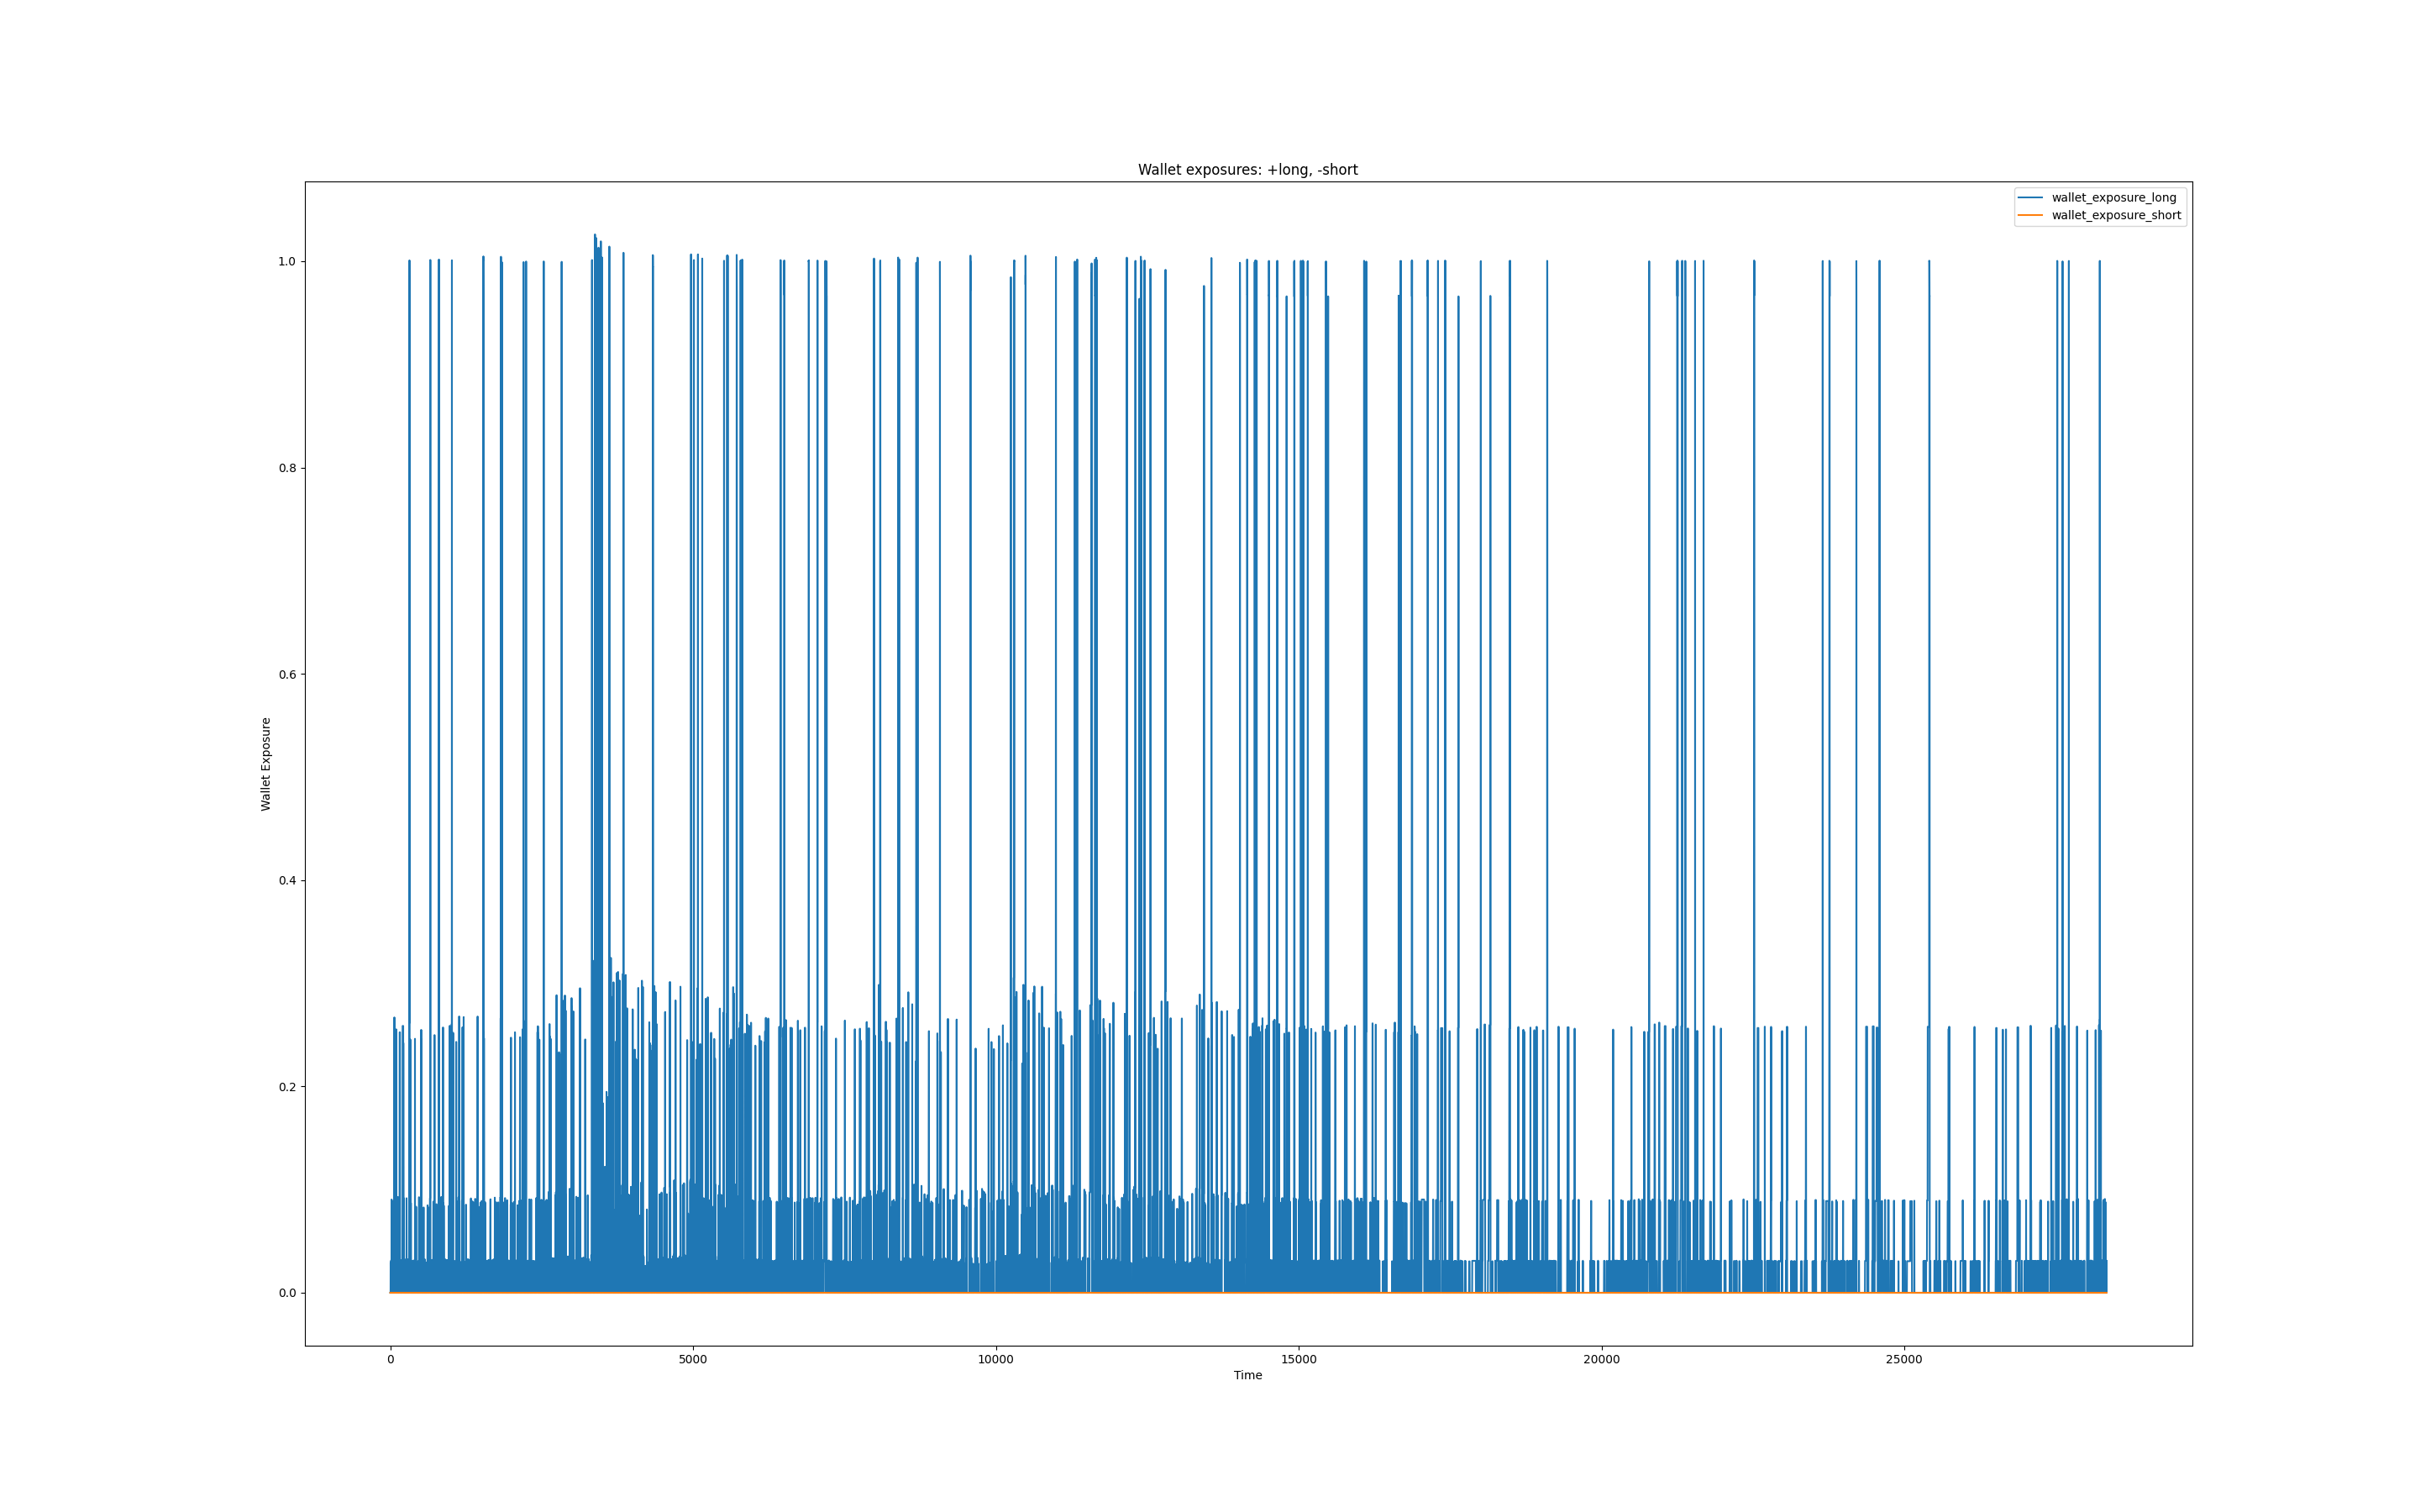 Wallet exposures: +long, -short
wallet_exposure_long
wallet_exposure_short
1.0
0.8
0.6
0.4
0.2
0.0
Wallet Exposure
0 5000 10000 15000 20000 25000
Time